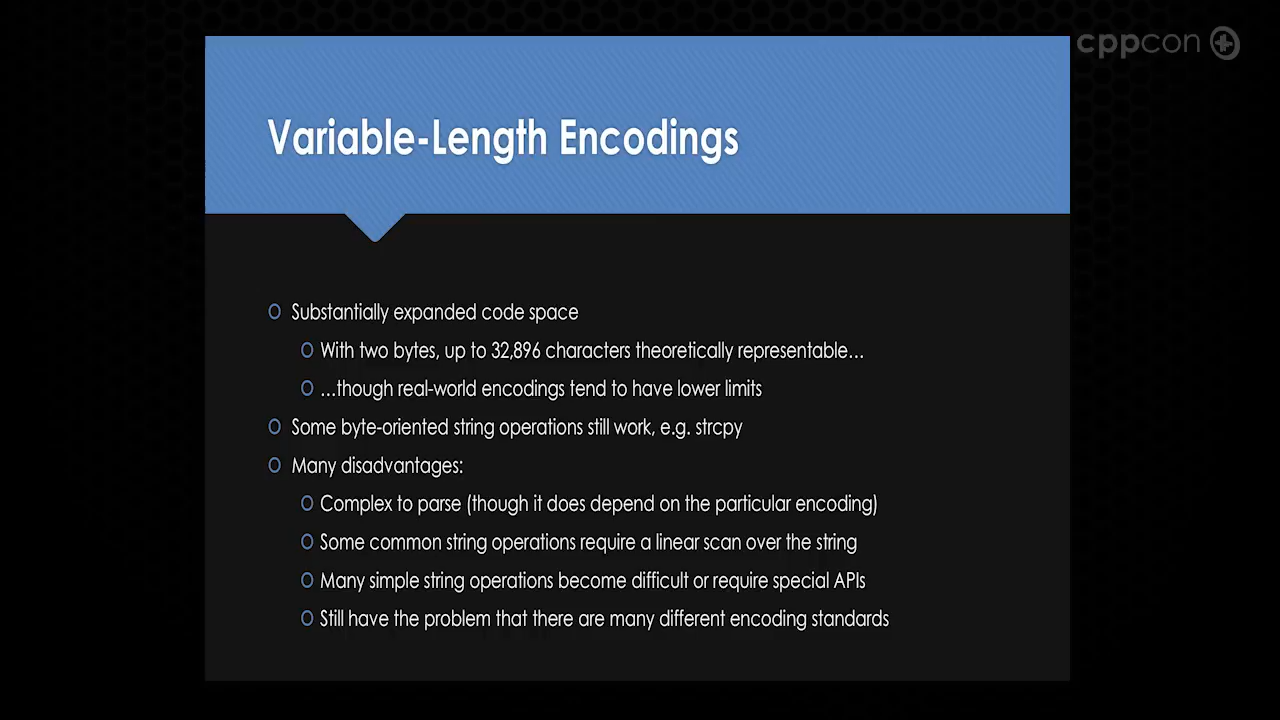 cppcon
Variable-Length Encodings
Substantially expanded code space
With two bytes, up to 32,896 characters theoretically representable...
...though real-world encodings tend to have lower limits
Some byte-oriented string operations still work, e.g. strcpy
Many disadvantages:
Complex to parse (though it does depend on the particular encoding)
Some common string operations require a linear scan over the string
Many simple string operations become difficult or require special APIs
Still have the problem that there are many different encoding standards